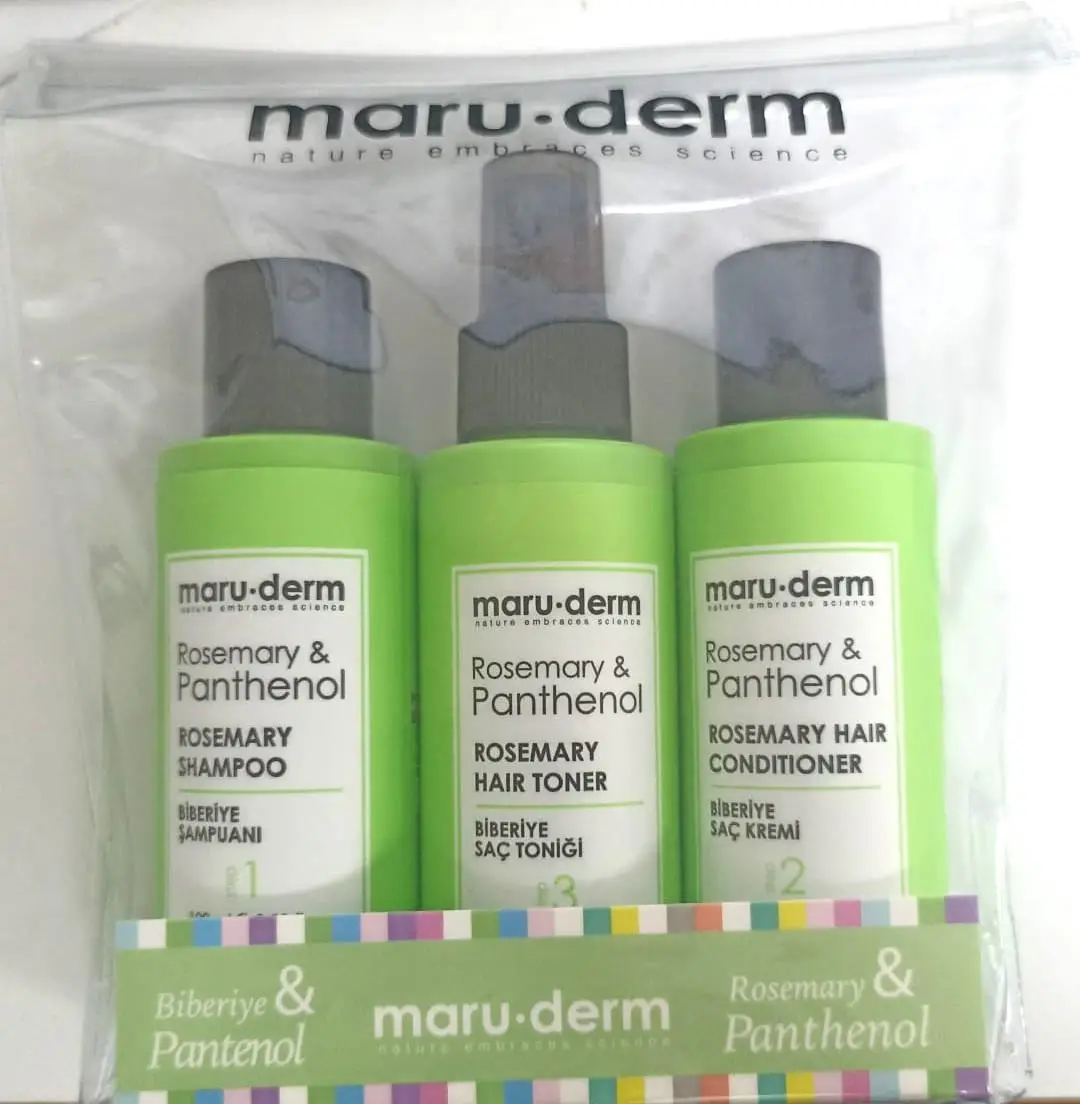 maru·derm
nature embraces science
maru·derm
nature embraces science
Rosemary &
Panthenol
ROSEMARY
SHAMPOO
BİBERİYE
ŞAMPUANI
STEP 1
maru·derm
nature embraces science
Rosemary &
Panthenol
ROSEMARY
HAIR TONER
BİBERİYE
SAÇ TONİĞİ
3
maru·derm
nature embraces science
Rosemary &
Panthenol
ROSEMARY HAIR
CONDITIONER
BİBERİYE
SAÇ KREMİ
STEP 2
Biberiye &
Pantenol
maru·derm
nature embraces science
Rosemary &
Panthenol